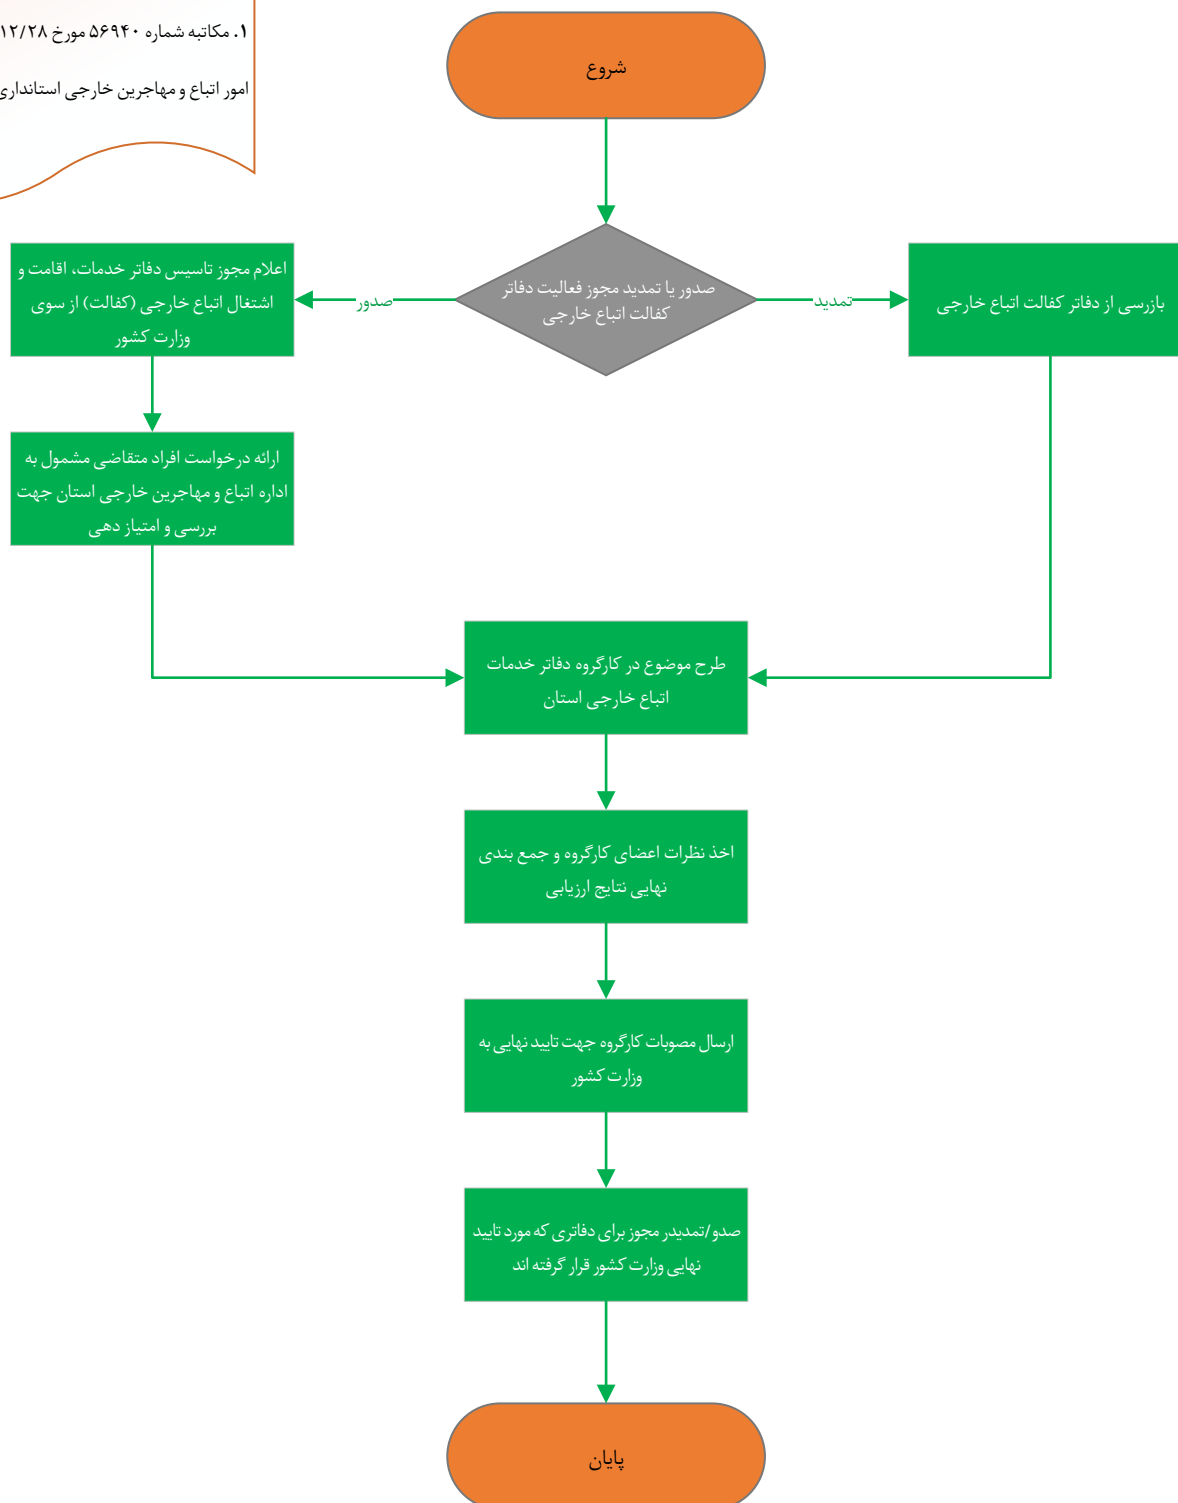 ۱. مکاتبه شماره ۵۶۹۴۰ مورخ ۱۲/۲۸
امور اتباع و مهاجرین خارجی استانداری
شروع
صدور یا تمدید مجوز فعالیت دفاتر
کفالت اتباع خارجی
تمدید
صدور
بازرسی از دفاتر کفالت اتباع خارجی
اعلام مجوز تاسیس دفاتر خدمات، اقامت و
اشتغال اتباع خارجی (کفالت) از سوی
وزارت کشور
ارائه درخواست افراد متقاضی مشمول به
اداره اتباع و مهاجرین خارجی استان جهت
بررسی و امتیاز دهی
طرح موضوع در کارگروه دفاتر خدمات
اتباع خارجی استان
اخذ نظرات اعضای کارگروه و جمع بندی
نهایی نتایج ارزیابی
ارسال مصوبات کارگروه جهت تایید نهایی به
وزارت کشور
صدو/تمدیدر مجوز برای دفاتری که مورد تایید
نهایی وزارت کشور قرار گرفته اند
پایان